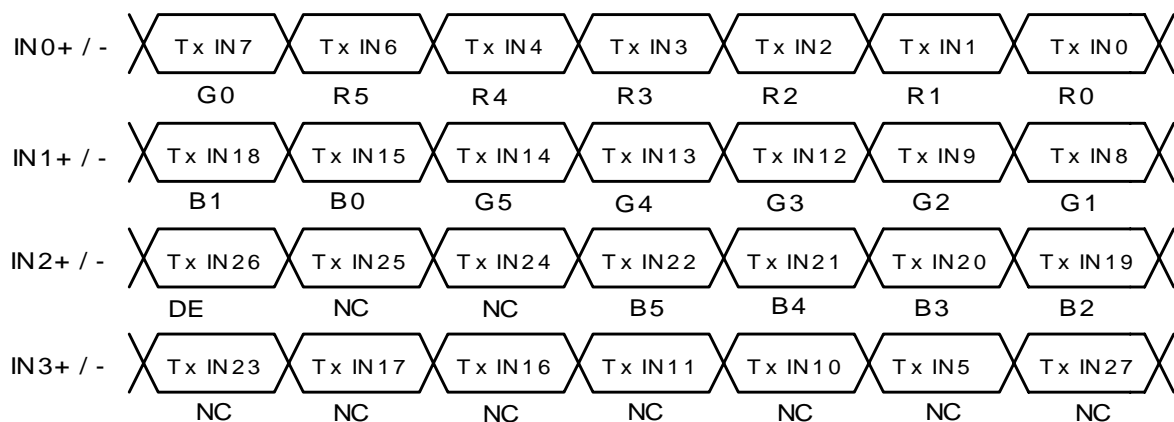 IN0+ / - Tx IN7 Tx IN6 Tx IN4 Tx IN3 Tx IN2 Tx IN1 Tx IN0
G0 R5 R4 R3 R2 R1 R0
IN1+ / - Tx IN18 Tx IN15 Tx IN14 Tx IN13 Tx IN12 Tx IN9 Tx IN8
B1 B0 G5 G4 G3 G2 G1
IN2+ / - Tx IN26 Tx IN25 Tx IN24 Tx IN22 Tx IN21 Tx IN20 Tx IN19
DE NC NC B5 B4 B3 B2
IN3+ / - Tx IN23 Tx IN17 Tx IN16 Tx IN11 Tx IN10 Tx IN5 Tx IN27
NC NC NC NC NC NC NC